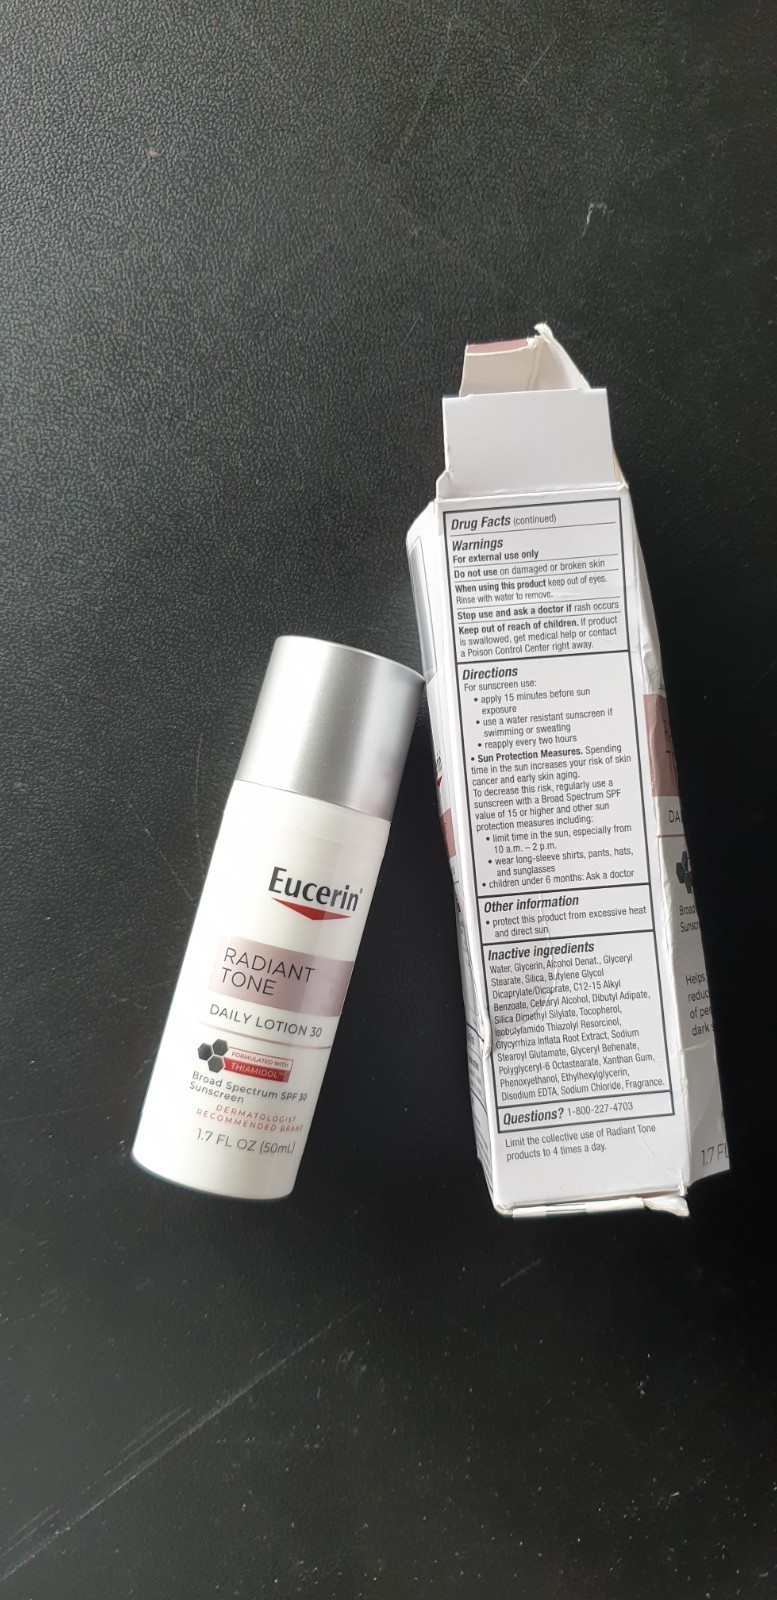 Eucerin
RADIANT
TONE
DAILY LOTION 30
FORMULATED WITH
THIAMIDOL
Broad Spectrum SPF 30
Sunscreen
DERMATOLOGIST
RECOMMENDED BRAND
1.7 FL OZ (50mL)
Drug Facts (continued)
Warnings
For external use only
Do not use on damaged or broken skin
When using this product keep out of eyes.
Rinse with water to remove.
Stop use and ask a doctor if rash occurs
Keep out of reach of children. If product
is swallowed, get medical help or contact
a Poison Control Center right away.
Directions
For sunscreen use:
• apply 15 minutes before sun
exposure
• use a water resistant sunscreen if
swimming or sweating
• reapply every two hours
• Sun Protection Measures. Spending
time in the sun increases your risk of skin
cancer and early skin aging.
To decrease this risk, regularly use a
sunscreen with a Broad Spectrum SPF
value of 15 or higher and other sun
protection measures including:
• limit time in the sun, especially from
10 a.m. – 2 p.m.
• wear long-sleeve shirts, pants, hats,
and sunglasses
• children under 6 months: Ask a doctor
Other information
• protect this product from excessive heat
and direct sun
Inactive ingredients
Water, Glycerin, Alcohol Denat., Glyceryl
Stearate, Silica, Butylene Glycol
Dicaprylate/Dicaprate, C12-15 Alkyl
Benzoate, Cetearyl Alcohol, Dibutyl Adipate,
Silica Dimethyl Silylate, Tocopherol,
Isobutylamido Thiazolyl Resorcinol,
Glycyrrhiza Inflata Root Extract, Sodium
Stearoyl Glutamate, Glyceryl Behenate,
Polyglyceryl-6 Octastearate, Xanthan Gum,
Phenoxyethanol, Ethylhexylglycerin,
Disodium EDTA, Sodium Chloride, Fragrance.
Questions? 1-800-227-4703
Limit the collective use of Radiant Tone
products to 4 times a day.
DA
Broad
Sunscr
Helps
reduc
of per
dark s
1.7 FL